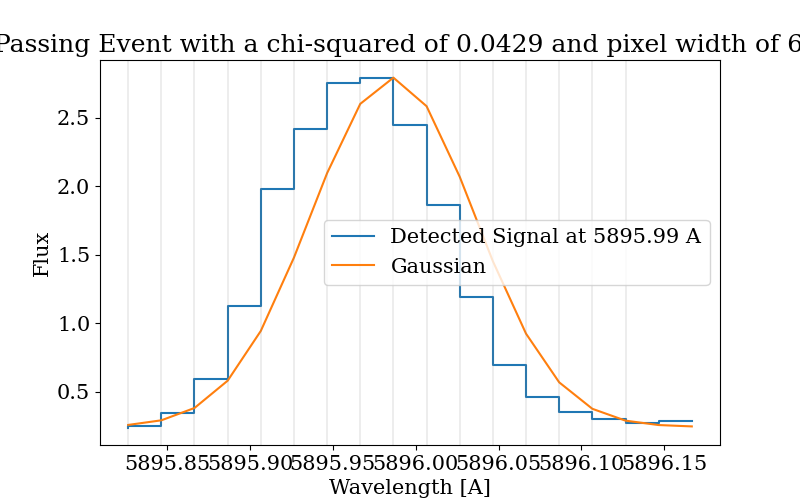 Passing Event with a chi-squared of 0.0429 and pixel width of 6
Flux
2.5
2.0
1.5
1.0
0.5
Detected Signal at 5895.99 A
Gaussian
5895.85 5895.90 5895.95 5896.00 5896.05 5896.10 5896.15
Wavelength [A]